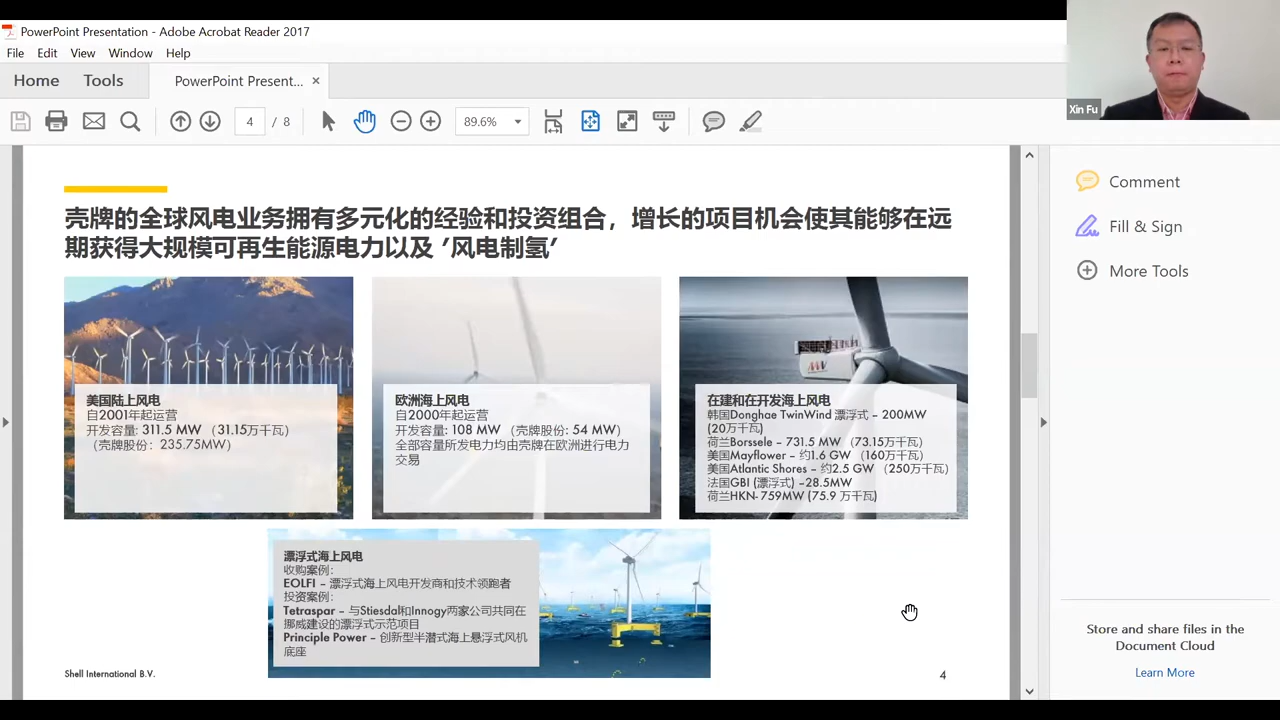 PowerPoint Presentation - Adobe Acrobat Reader 2017
File Edit View Window Help
Home Tools PowerPoint Present... ×
4 / 8 89.6%
Xin Fu
Comment
Fill & Sign
More Tools
壳牌的全球风电业务拥有多元化的经验和投资组合，增长的项目机会使其能够在远
期获得大规模可再生能源电力以及 ‘风电制氢’
美国陆上风电
自2001年起运营
开发容量: 311.5 MW （31.15万千瓦）
（壳牌股份：235.75MW）
欧洲海上风电
自2000年起运营
开发容量: 108 MW （壳牌股份: 54 MW）
全部容量所发电力均由壳牌在欧洲进行电力
交易
在建和在开发海上风电
韩国Donghae TwinWind 漂浮式 – 200MW
(20万千瓦)
荷兰Borssele – 731.5 MW （73.15万千瓦）
美国Mayflower – 约1.6 GW （160万千瓦）
美国Atlantic Shores – 约2.5 GW （250万千瓦）
法国GBI (漂浮式) –28.5MW
荷兰HKN- 759MW (75.9 万千瓦)
漂浮式海上风电
收购案例：
EOLFI – 漂浮式海上风电开发商和技术领跑者
投资案例：
Tetraspar – 与Stiesdal和Innogy两家公司共同在
挪威建设的漂浮式示范项目
Principle Power – 创新型半潜式海上悬浮式风机
底座
Shell International B.V.
4
Store and share files in the
Document Cloud
Learn More